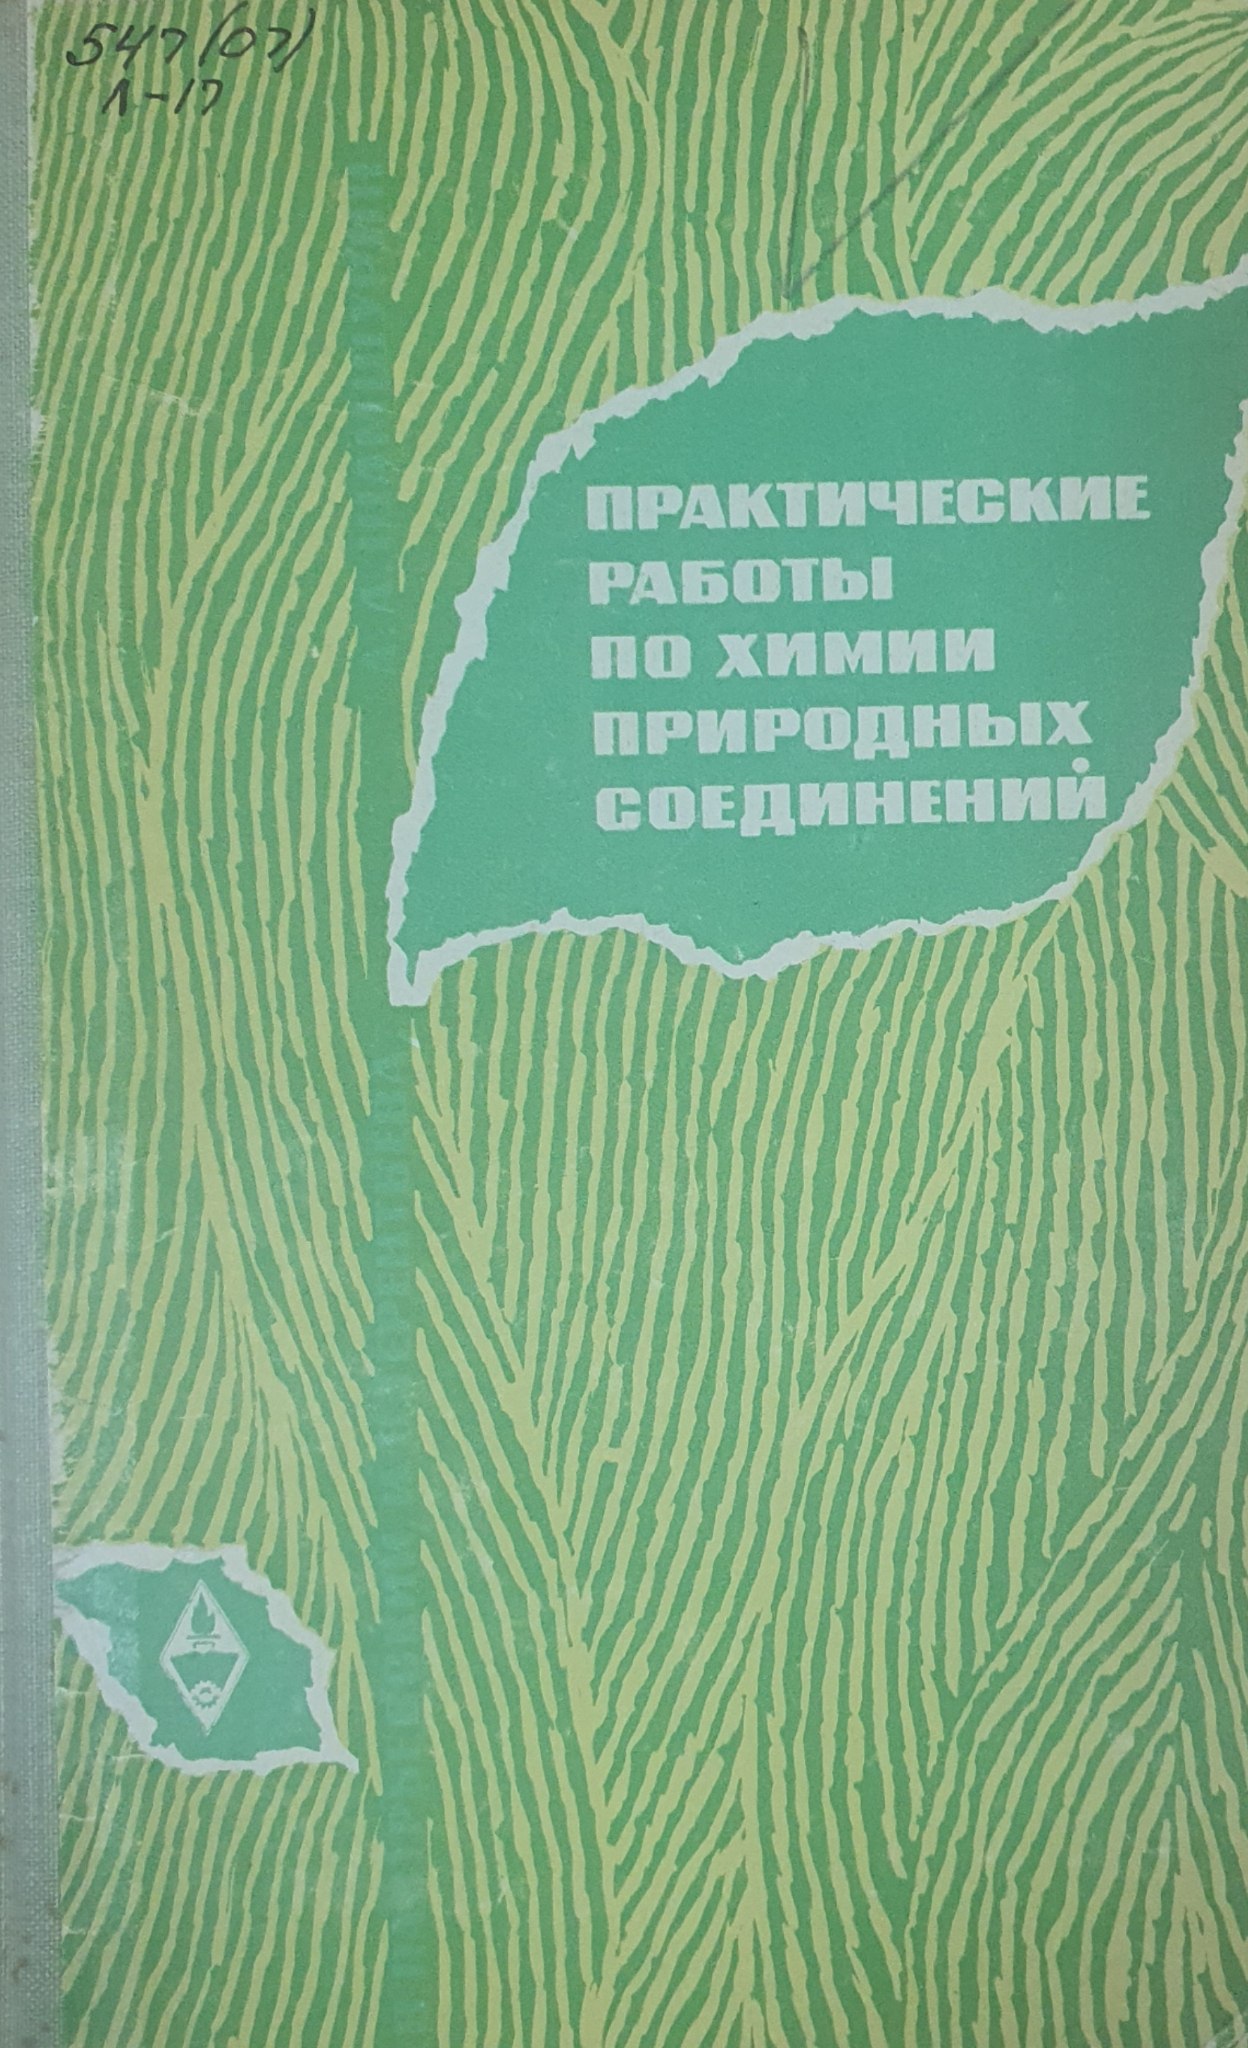 547(07)
Л-17
ПРАКТИЧЕСКИЕ
РАБОТЫ
ПО ХИМИИ
ПРИРОДНЫХ
СОЕДИНЕНИЙ